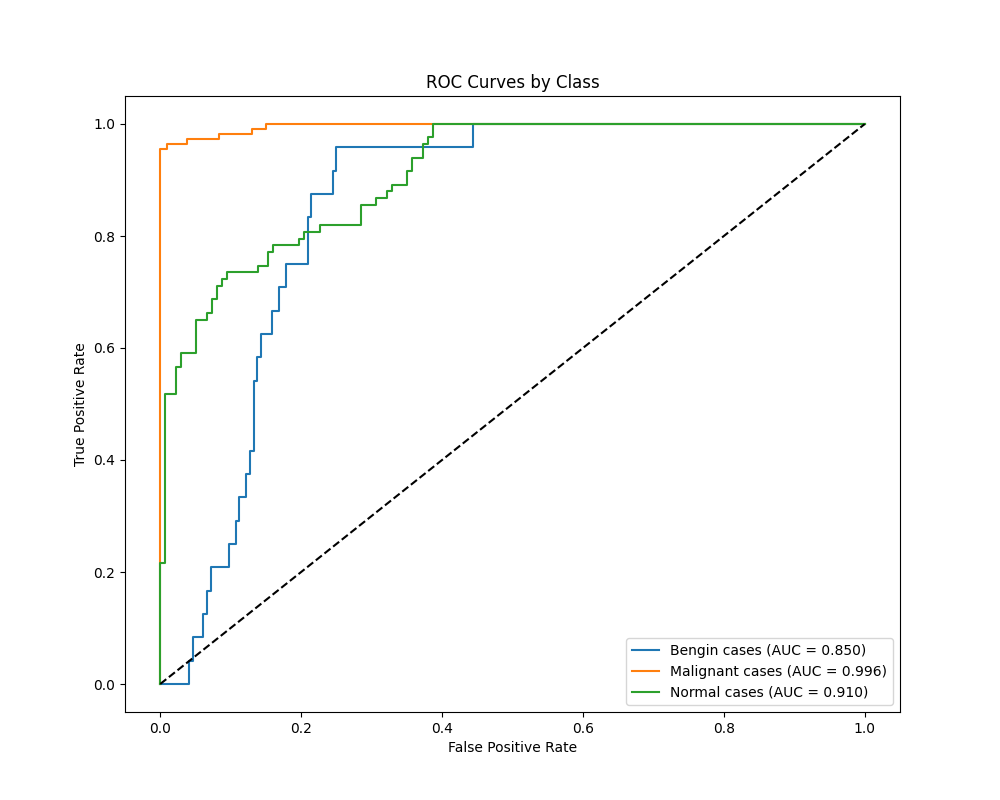 ROC Curves by Class
True Positive Rate
1.0
0.8
0.6
0.4
0.2
0.0
0.0 0.2 0.4 0.6 0.8 1.0
False Positive Rate
Bengin cases (AUC = 0.850)
Malignant cases (AUC = 0.996)
Normal cases (AUC = 0.910)